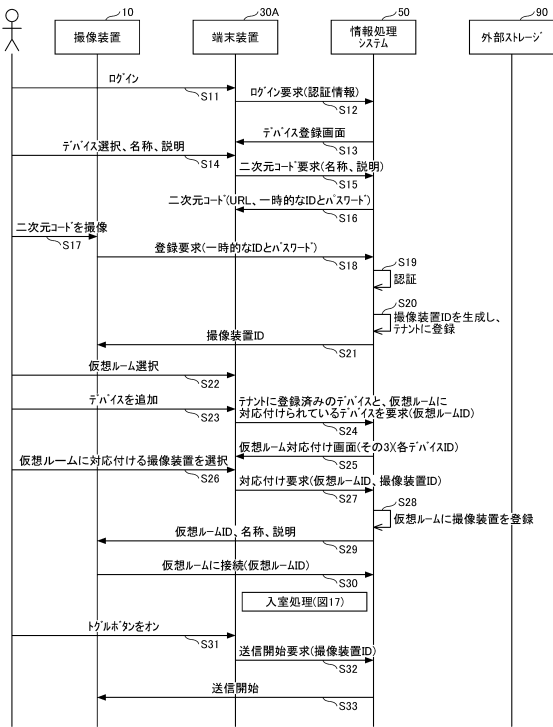 10
30A
50
90
撮像装置
端末装置
情報処理
システム
外部ストレージ
ログイン
S11
ログイン要求(認証情報)
S12
デバイス登録画面
S13
デバイス選択、名称、説明
S14
二次元コード要求(名称、説明)
S15
二次元コード(URL、一時的なIDとパスワード)
S16
二次元コードを撮像
S17
登録要求(一時的なIDとパスワード)
S18
S19
認証
S20
撮像装置IDを生成し、
テナントに登録
撮像装置ID
S21
仮想ルーム選択
S22
デバイスを追加
S23
テナントに登録済みのデバイスと、仮想ルームに
対応付けられているデバイスを要求(仮想ルームID)
S24
仮想ルーム対応付け画面(その3)(各デバイスID)
S25
仮想ルームに対応付ける撮像装置を選択
S26
対応付け要求(仮想ルームID、撮像装置ID)
S27
S28
仮想ルームに撮像装置を登録
仮想ルームID、名称、説明
S29
仮想ルームに接続(仮想ルームID)
S30
入室処理(図17)
トグルボタンをオン
S31
送信開始要求(撮像装置ID)
S32
送信開始
S33